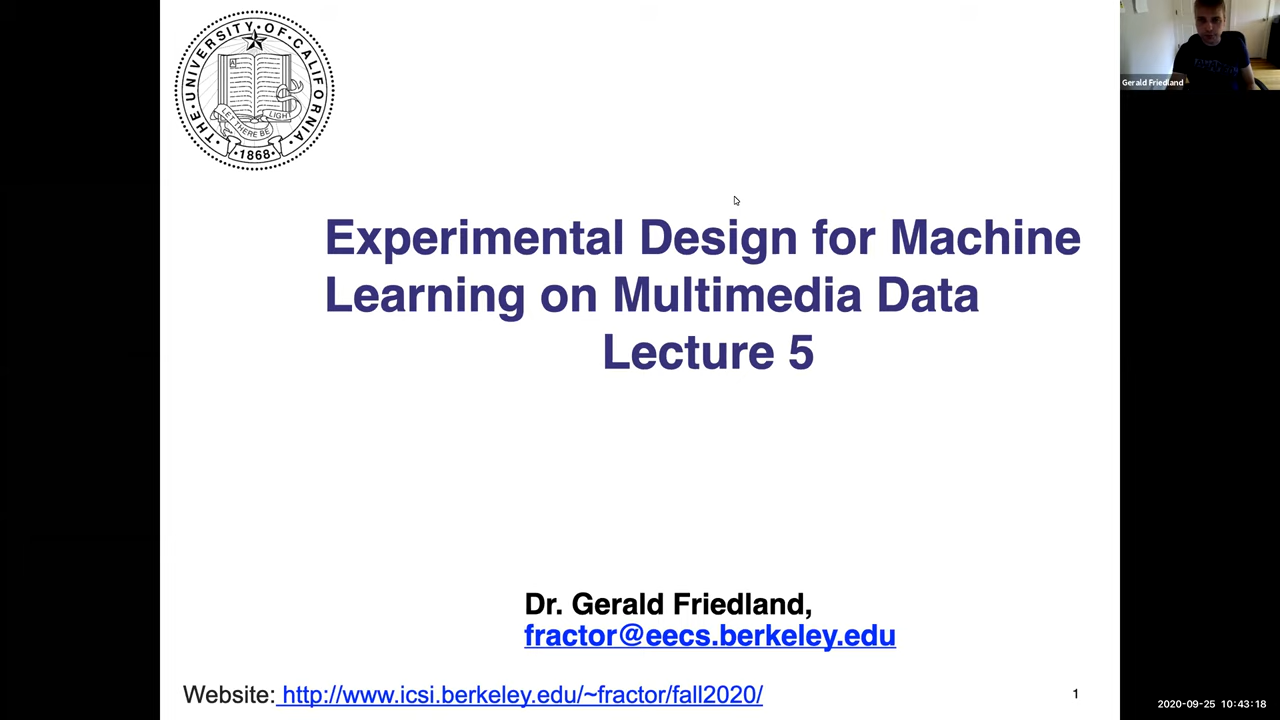 THE·UNIVERSITY·OF·CALIFORNIA·
LET THERE BE LIGHT
·1868·
Gerald Friedland
Experimental Design for Machine
Learning on Multimedia Data
Lecture 5
Dr. Gerald Friedland,
fractor@eecs.berkeley.edu
Website: http://www.icsi.berkeley.edu/~fractor/fall2020/
1
2020-09-25 10:43:18